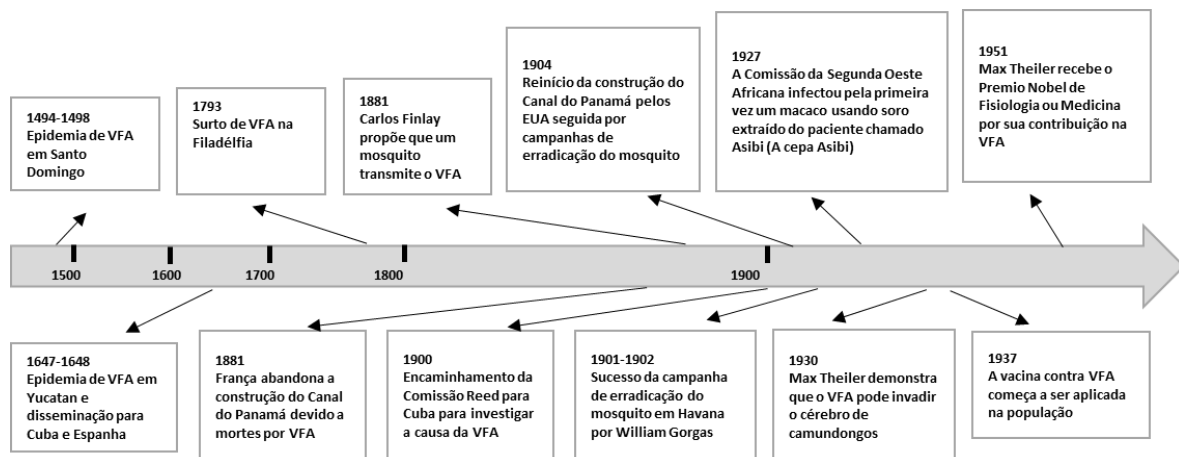 1494-1498
Epidemia de VFA
em Santo
Domingo
1793
Surto de VFA na
Filadélfia
1881
Carlos Finlay
propõe que um
mosquito
transmite o VFA
1904
Reinício da construção do
Canal do Panamá pelos
EUA seguida por
campanhas de
erradicação do mosquito
1927
A Comissão da Segunda Oeste
Africana infectou pela primeira
vez um macaco usando soro
extraído do paciente chamado
Asibi (A cepa Asibi)
1951
Max Theiler recebe o
Premio Nobel de
Fisiologia ou Medicina
por sua contribuição na
VFA
1500
1600
1700
1800
1900
1647-1648
Epidemia de VFA em
Yucatan e
disseminação para
Cuba e Espanha
1881
França abandona a
construção do Canal
do Panamá devido a
mortes por VFA
1900
Encaminhamento da
Comissão Reed para
Cuba para investigar
a causa da VFA
1901-1902
Sucesso da campanha
de erradicação do
mosquito em Havana
por William Gorgas
1930
Max Theiler demonstra
que o VFA pode invadir
o cérebro de
camundongos
1937
A vacina contra VFA
começa a ser aplicada
na população